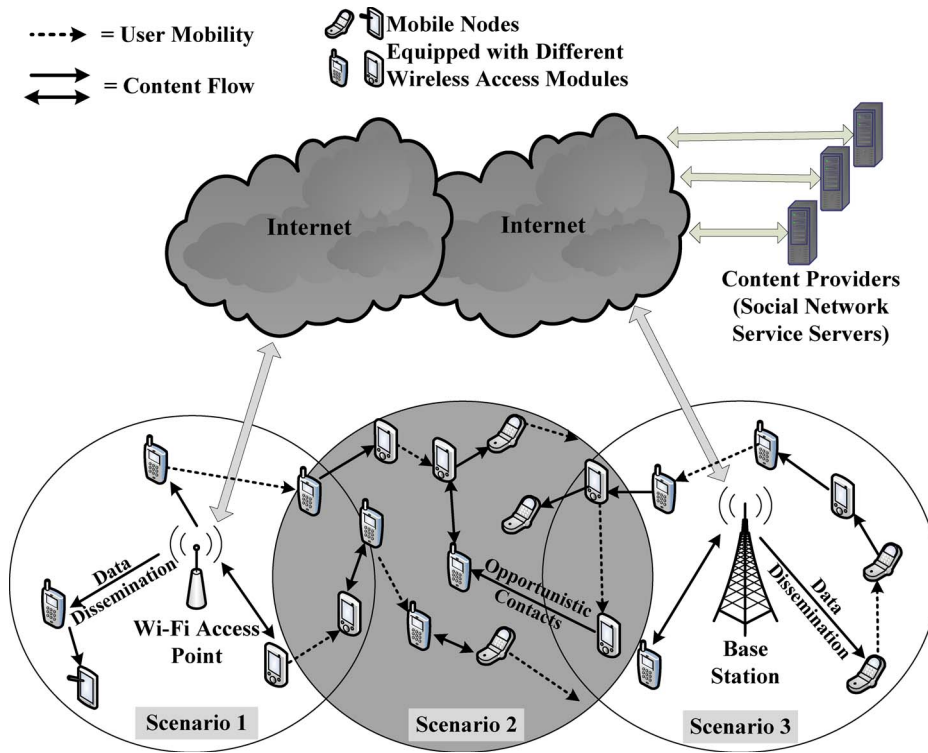 = User Mobility
= Content Flow
Mobile Nodes
Equipped with Different
Wireless Access Modules
Internet
Internet
Content Providers
(Social Network
Service Servers)
Data
Dissemination
Wi-Fi Access
Point
Opportunistic
Contacts
Data
Dissemination
Base
Station
Scenario 1
Scenario 2
Scenario 3